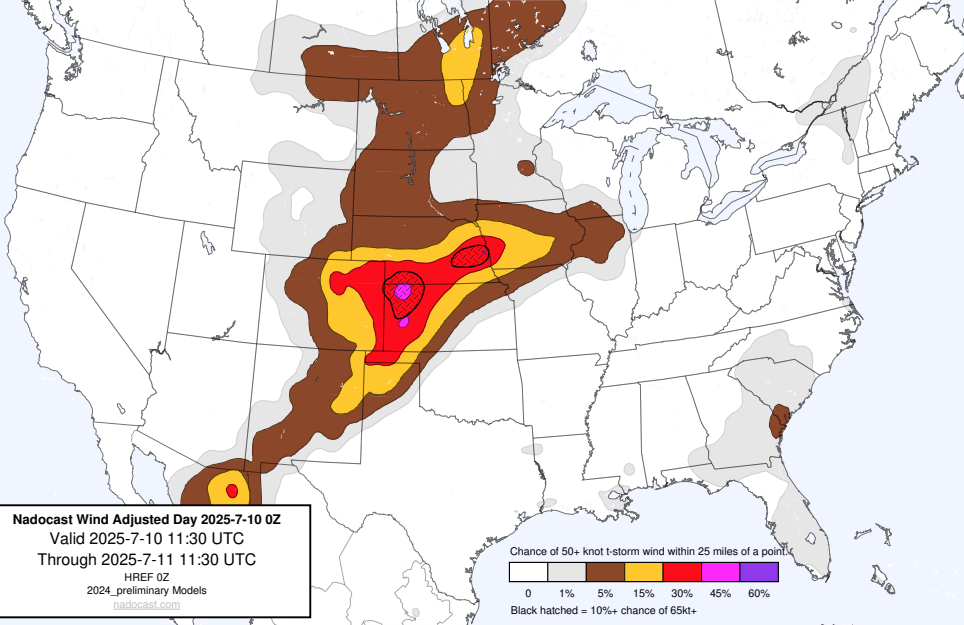 Nadocast Wind Adjusted Day 2025-7-10 0Z
Valid 2025-7-10 11:30 UTC
Through 2025-7-11 11:30 UTC
HREF 0Z
2024_preliminary Models
nadocast.com
Chance of 50+ knot t-storm wind within 25 miles of a point.
0 1% 5% 15% 30% 45% 60%
Black hatched = 10%+ chance of 65kt+